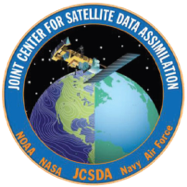 JOINT CENTER FOR SATELLITE DATA ASSIMILATION
NOAA NASA JCSDA Navy Air Force